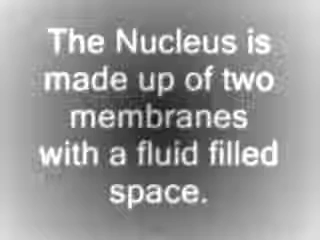 The Nucleus is
made up of two
membranes
with a fluid filled
space.